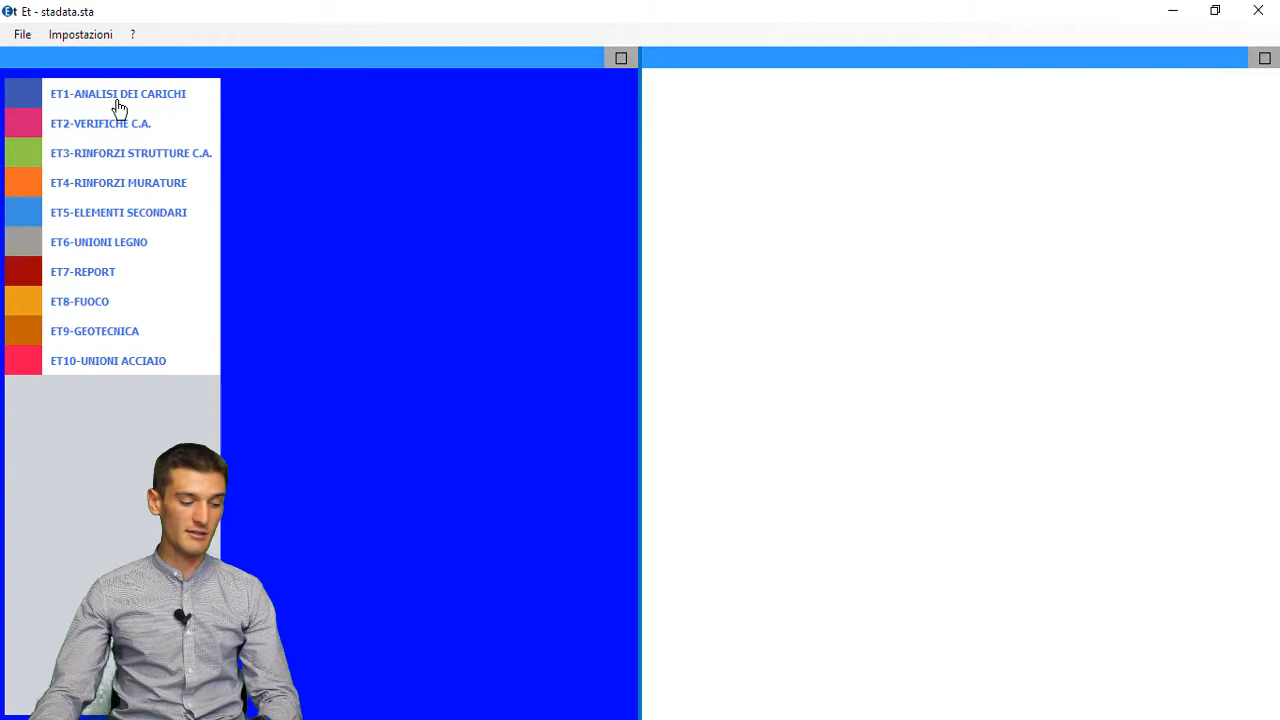 Et Et - stadata.sta
File Impostazioni ?
ET1-ANALISI DEI CARICHI
ET2-VERIFICHE C.A.
ET3-RINFORZI STRUTTURE C.A.
ET4-RINFORZI MURATURE
ET5-ELEMENTI SECONDARI
ET6-UNIONI LEGNO
ET7-REPORT
ET8-FUOCO
ET9-GEOTECNICA
ET10-UNIONI ACCIAIO